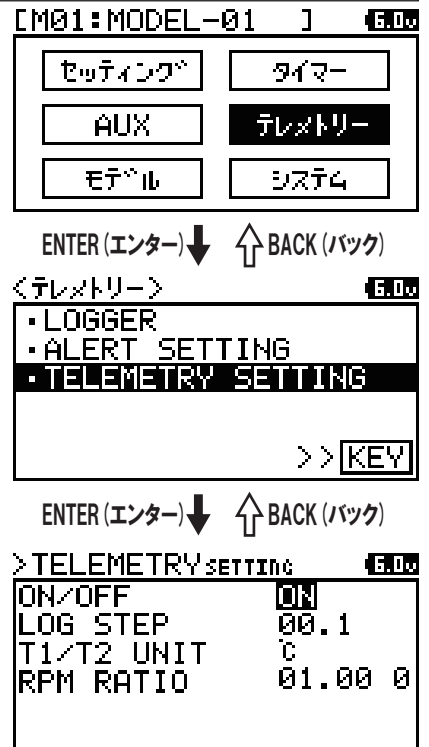 [M01:MODEL-01 ] 6.0v
セッティング タイマー
AUX テレメトリー
モデル システム
ENTER(エンター) BACK(バック)
<テレメトリー> 6.0v
・LOGGER
・ALERT SETTING
・TELEMETRY SETTING
>>KEY
ENTER(エンター) BACK(バック)
>TELEMETRY SETTING 6.0v
ON/OFF ON
LOG STEP 00.1
T1/T2 UNIT ℃
RPM RATIO 01.00 0